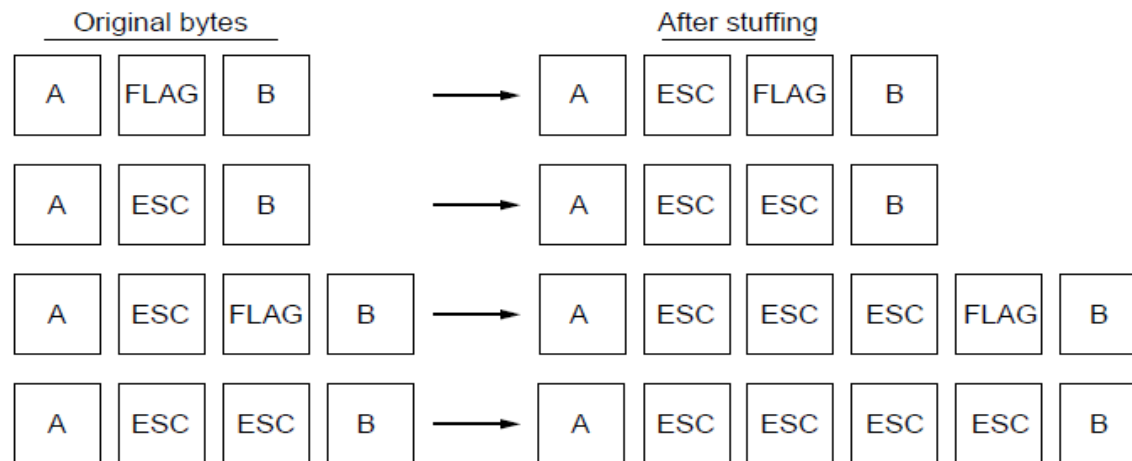 Original bytes After stuffing
A FLAG B A ESC FLAG B
A ESC B A ESC ESC B
A ESC FLAG B A ESC ESC ESC FLAG B
A ESC ESC B A ESC ESC ESC ESC B